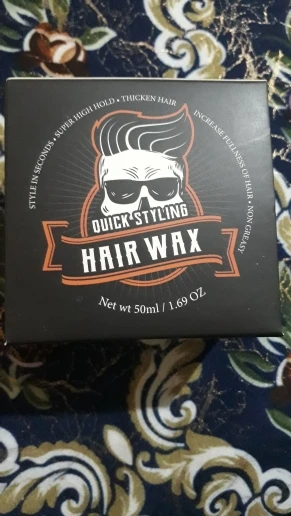 STYLE IN SECONDS • SUPER HIGH HOLD • THICKEN HAIR
INCREASE FULLNESS OF HAIR • NON GREASY
QUICK STYLING
HAIR WAX
Net wt 50ml / 1.69 OZ